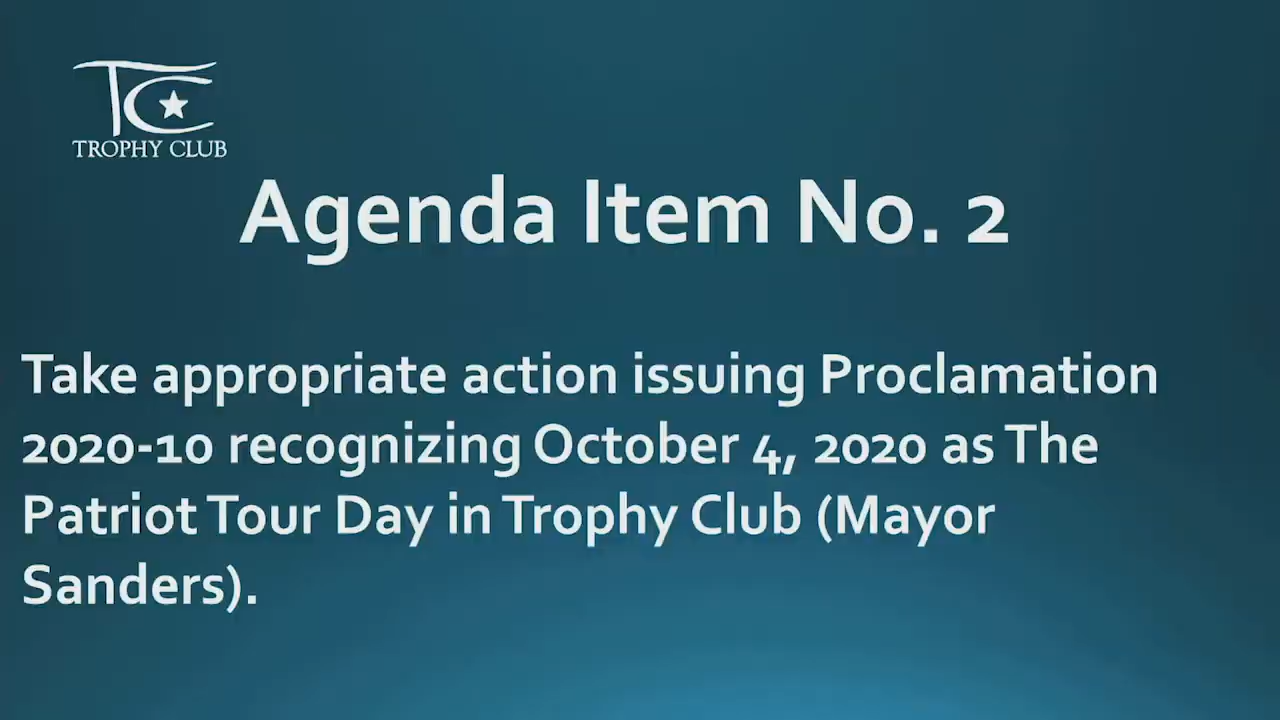 TC
TROPHY CLUB
Agenda Item No. 2
Take appropriate action issuing Proclamation
2020-10 recognizing October 4, 2020 as The
Patriot Tour Day in Trophy Club (Mayor
Sanders).